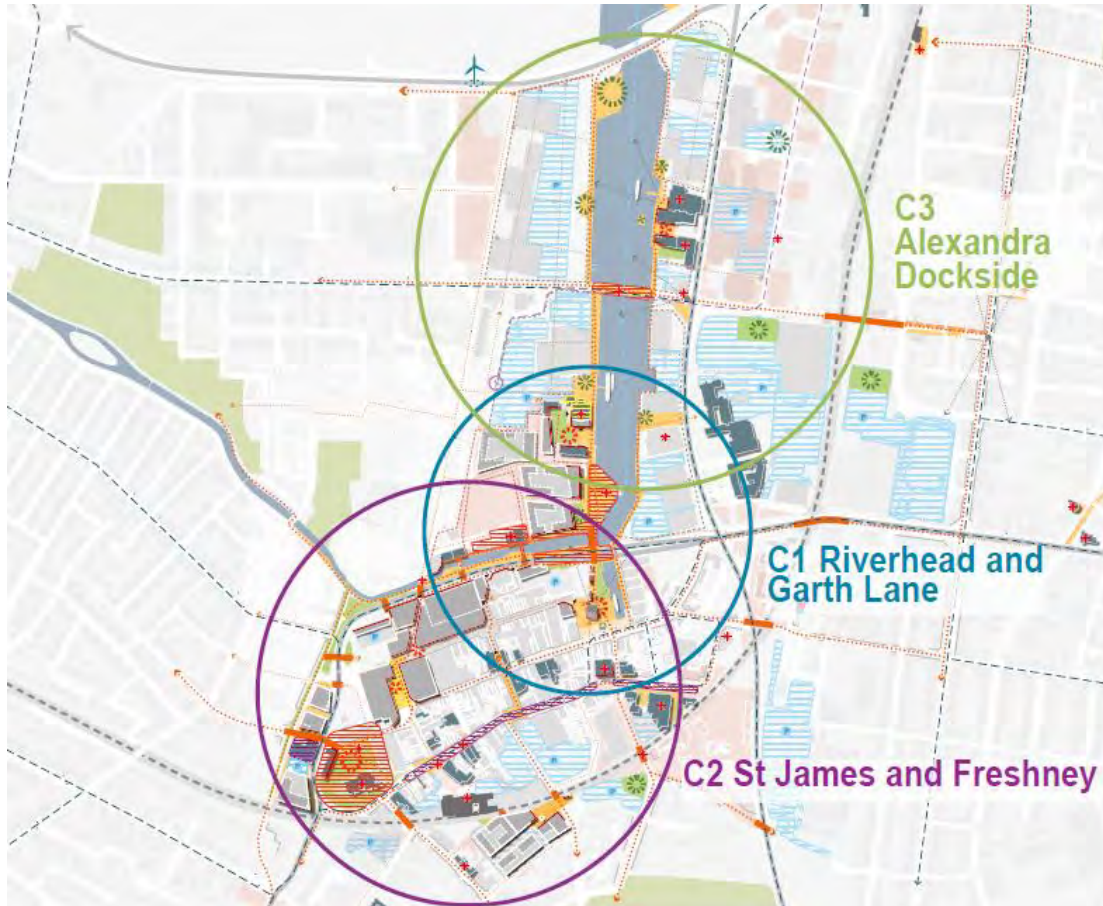 C3
Alexandra
Dockside
C1 Riverhead and
Garth Lane
C2 St James and Freshney